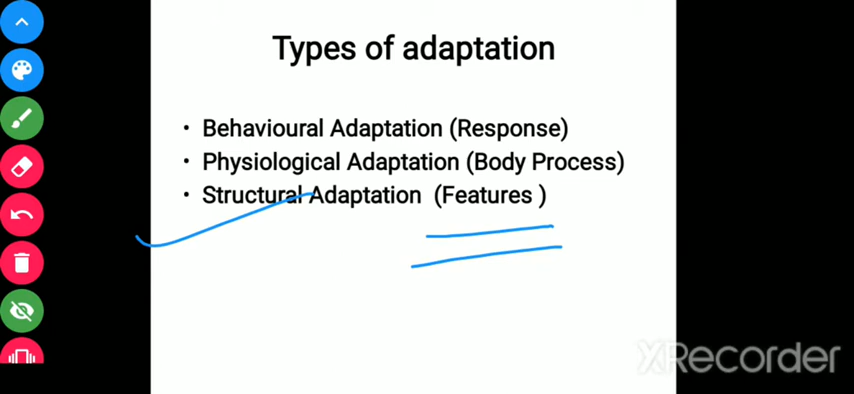 Types of adaptation
• Behavioural Adaptation (Response)
• Physiological Adaptation (Body Process)
• Structural Adaptation (Features )
XRecorder